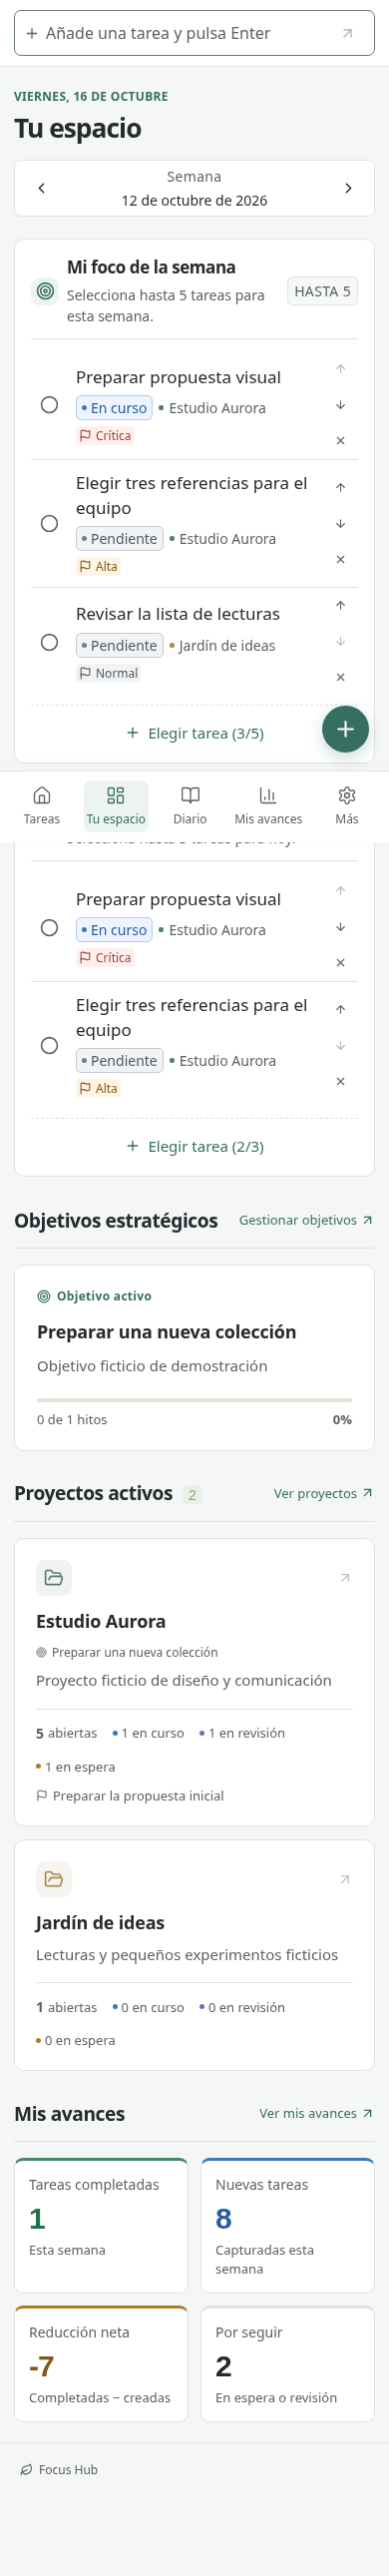 Añade una tarea y pulsa Enter
VIERNES, 16 DE OCTUBRE
Tu espacio
Semana
12 de octubre de 2026
Mi foco de la semana
Selecciona hasta 5 tareas para
esta semana.
HASTA 5
Preparar propuesta visual
En curso Estudio Aurora
Crítica
Elegir tres referencias para el
equipo
Pendiente Estudio Aurora
Alta
Revisar la lista de lecturas
Pendiente Jardín de ideas
Normal
Elegir tarea (3/5)
Tareas Tu espacio Diario Mis avances Más
Preparar propuesta visual
En curso Estudio Aurora
Crítica
Elegir tres referencias para el
equipo
Pendiente Estudio Aurora
Alta
Elegir tarea (2/3)
Objetivos estratégicos Gestionar objetivos
Objetivo activo
Preparar una nueva colección
Objetivo ficticio de demostración
0 de 1 hitos 0%
Proyectos activos 2 Ver proyectos
Estudio Aurora
Preparar una nueva colección
Proyecto ficticio de diseño y comunicación
5 abiertas 1 en curso 1 en revisión
1 en espera
Preparar la propuesta inicial
Jardín de ideas
Lecturas y pequeños experimentos ficticios
1 abiertas 0 en curso 0 en revisión
0 en espera
Mis avances Ver mis avances
Tareas completadas
1
Esta semana
Nuevas tareas
8
Capturadas esta
semana
Reducción neta
-7
Completadas − creadas
Por seguir
2
En espera o revisión
Focus Hub